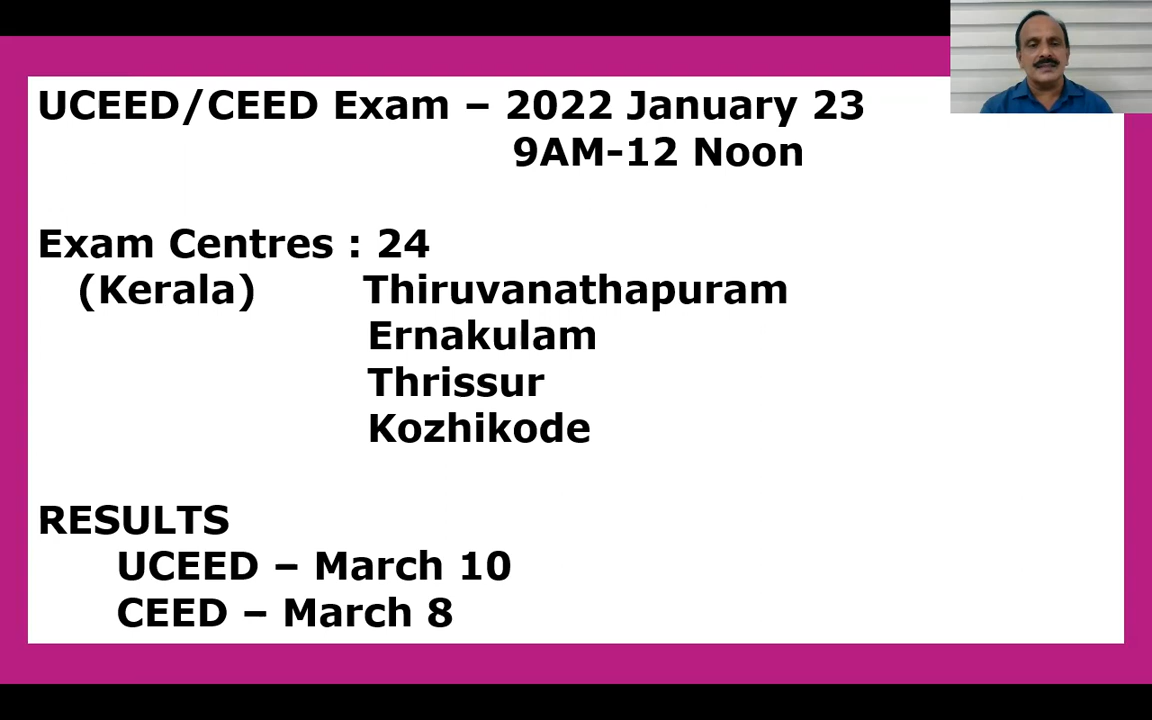 UCEED/CEED Exam – 2022 January 23
9AM-12 Noon
Exam Centres : 24
(Kerala) Thiruvanathapuram
Ernakulam
Thrissur
Kozhikode
RESULTS
UCEED – March 10
CEED – March 8